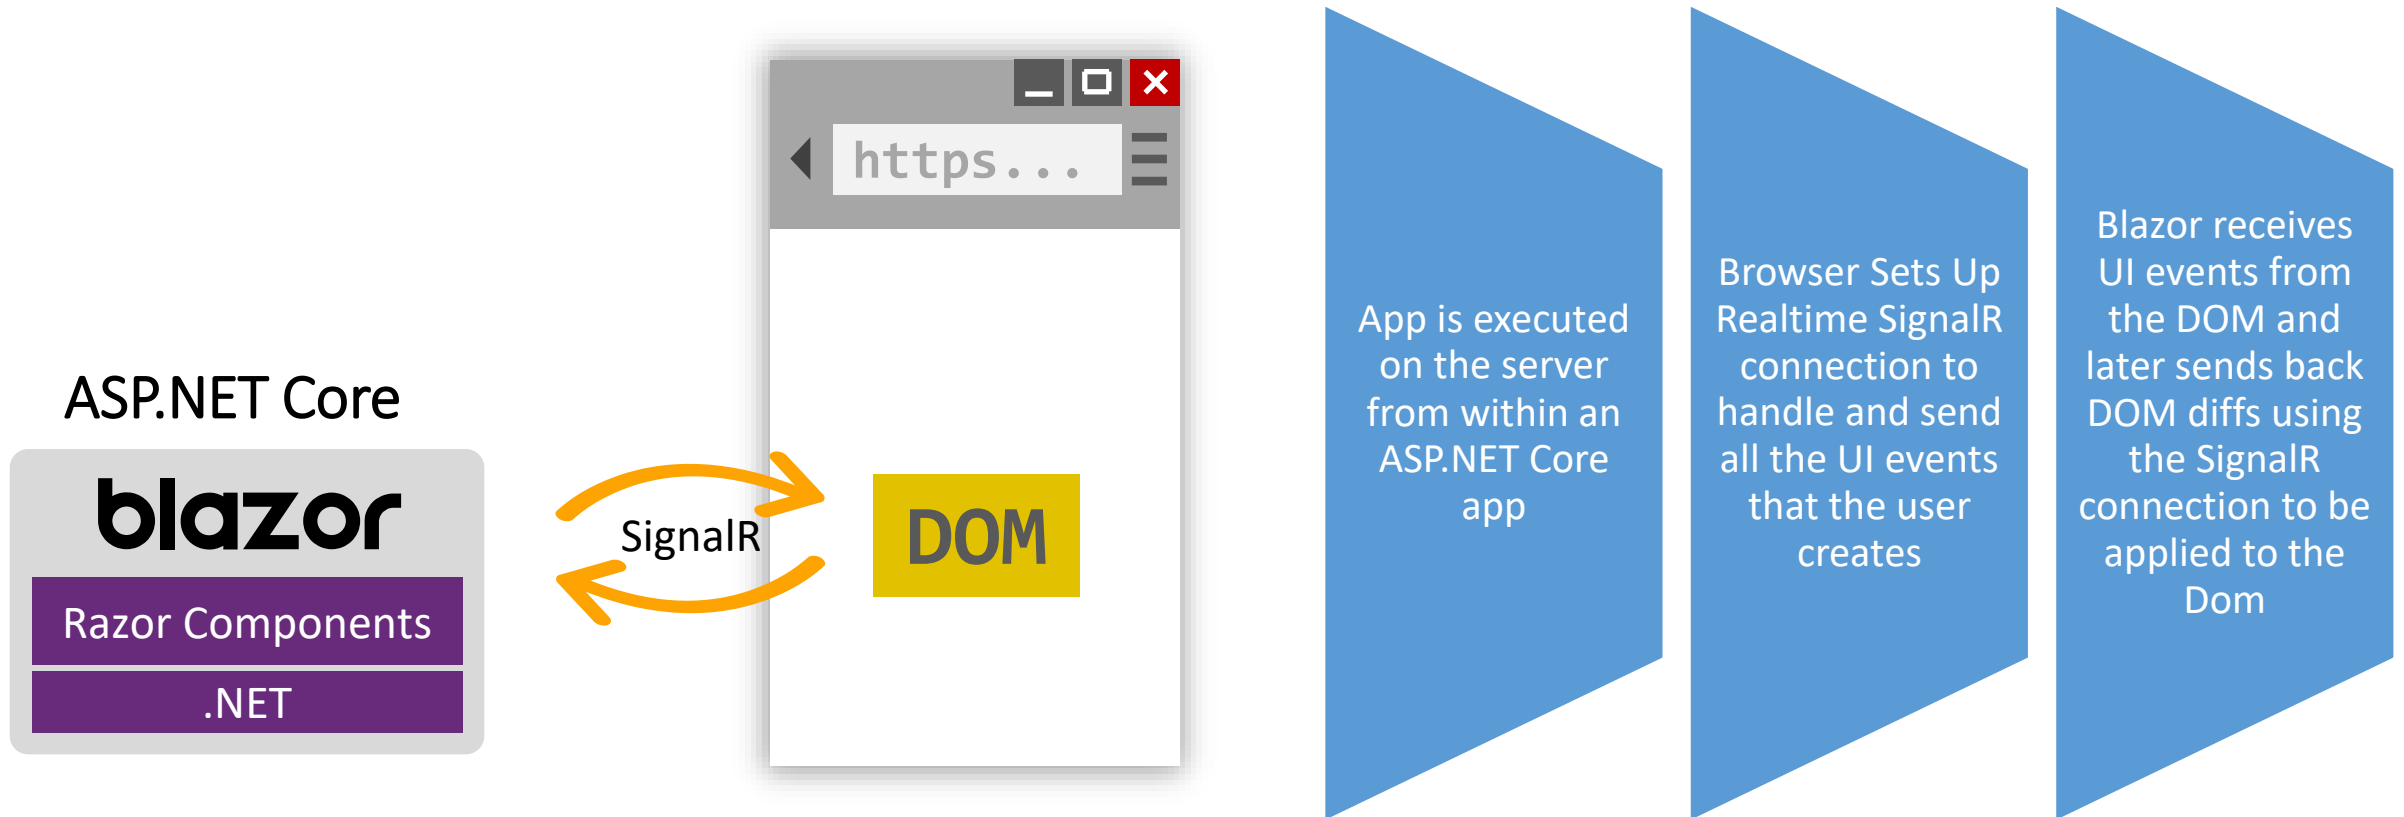 ASP.NET Core
blazor
Razor Components
.NET
SignalR
https...
DOM
App is executed
on the server
from within an
ASP.NET Core
app
Browser Sets Up
Realtime SignalR
connection to
handle and send
all the UI events
that the user
creates
Blazor receives
UI events from
the DOM and
later sends back
DOM diffs using
the SignalR
connection to be
applied to the
Dom